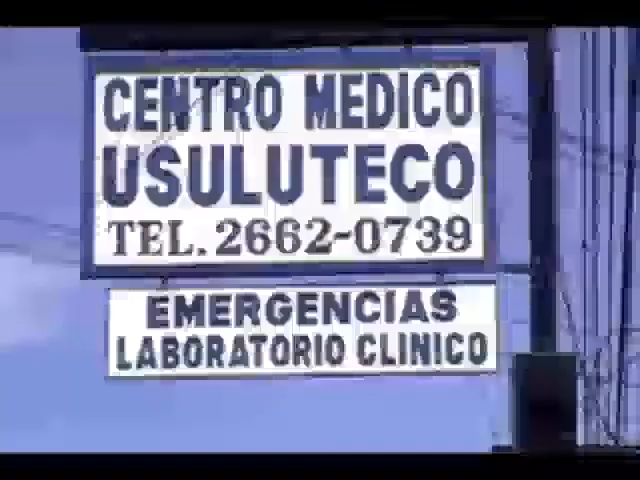 CENTRO MEDICO
USULUTECO
TEL. 2662-0739
EMERGENCIAS
LABORATORIO CLINICO